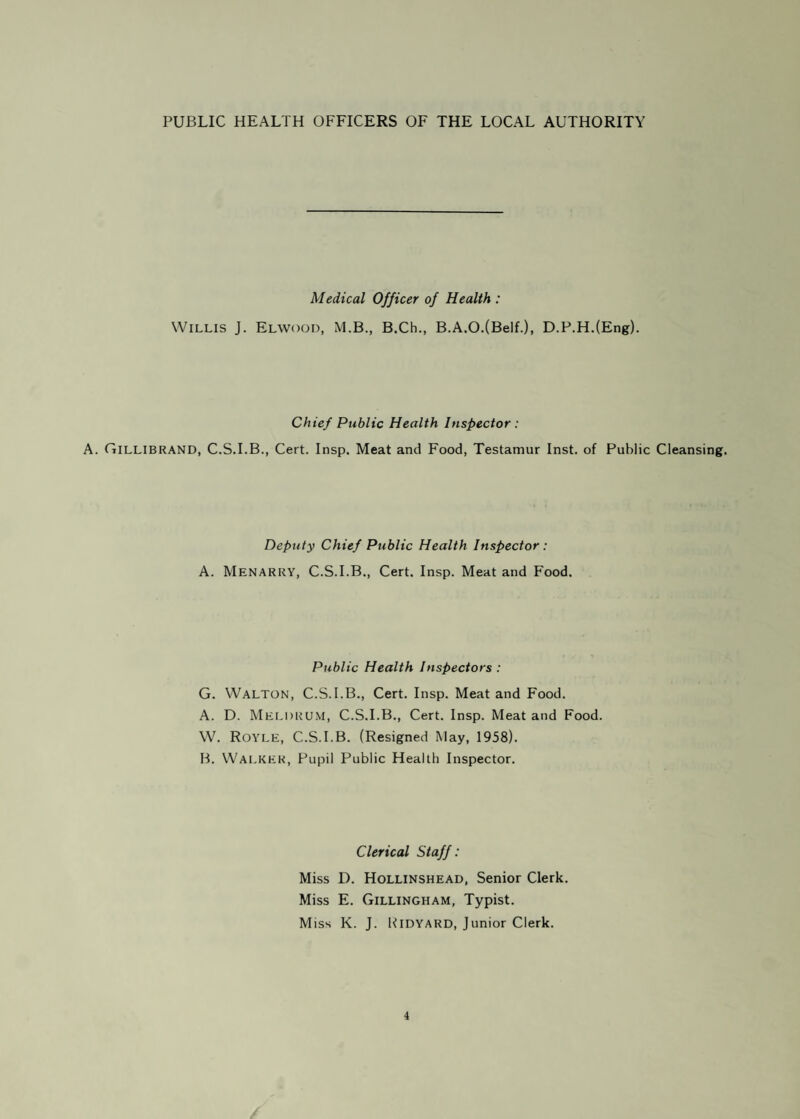 PUBLIC HEALTH OFFICERS OF THE LOCAL AUTHORITY
Medical Officer of Health :
WILLIS J. ELWOOD, M.B., B.Ch., B.A.O.(Belf.), D.P.H.(Eng).
Chief Public Health Inspector :
A. GILLIBRAND, C.S.I.B., Cert. Insp. Meat and Food, Testamur Inst. of Public Cleansing.
Deputy Chief Public Health Inspector :
A. MENARRY, C.S.I.B., Cert. Insp. Meat and Food.
Public Health Inspectors :
G. WALTON, C.S.I.B., Cert. Insp. Meat and Food.
A. D. MELDRUM, C.S.I.B., Cert. Insp. Meat and Food.
W. ROYLE, C.S.I.B. (Resigned May, 1958).
B. WALKER, Pupil Public Health Inspector.
Clerical Staff :
Miss D. HOLLINSHEAD, Senior Clerk.
Miss E. GILLINGHAM, Typist.
Miss K. J. RIDYARD, Junior Clerk.
4